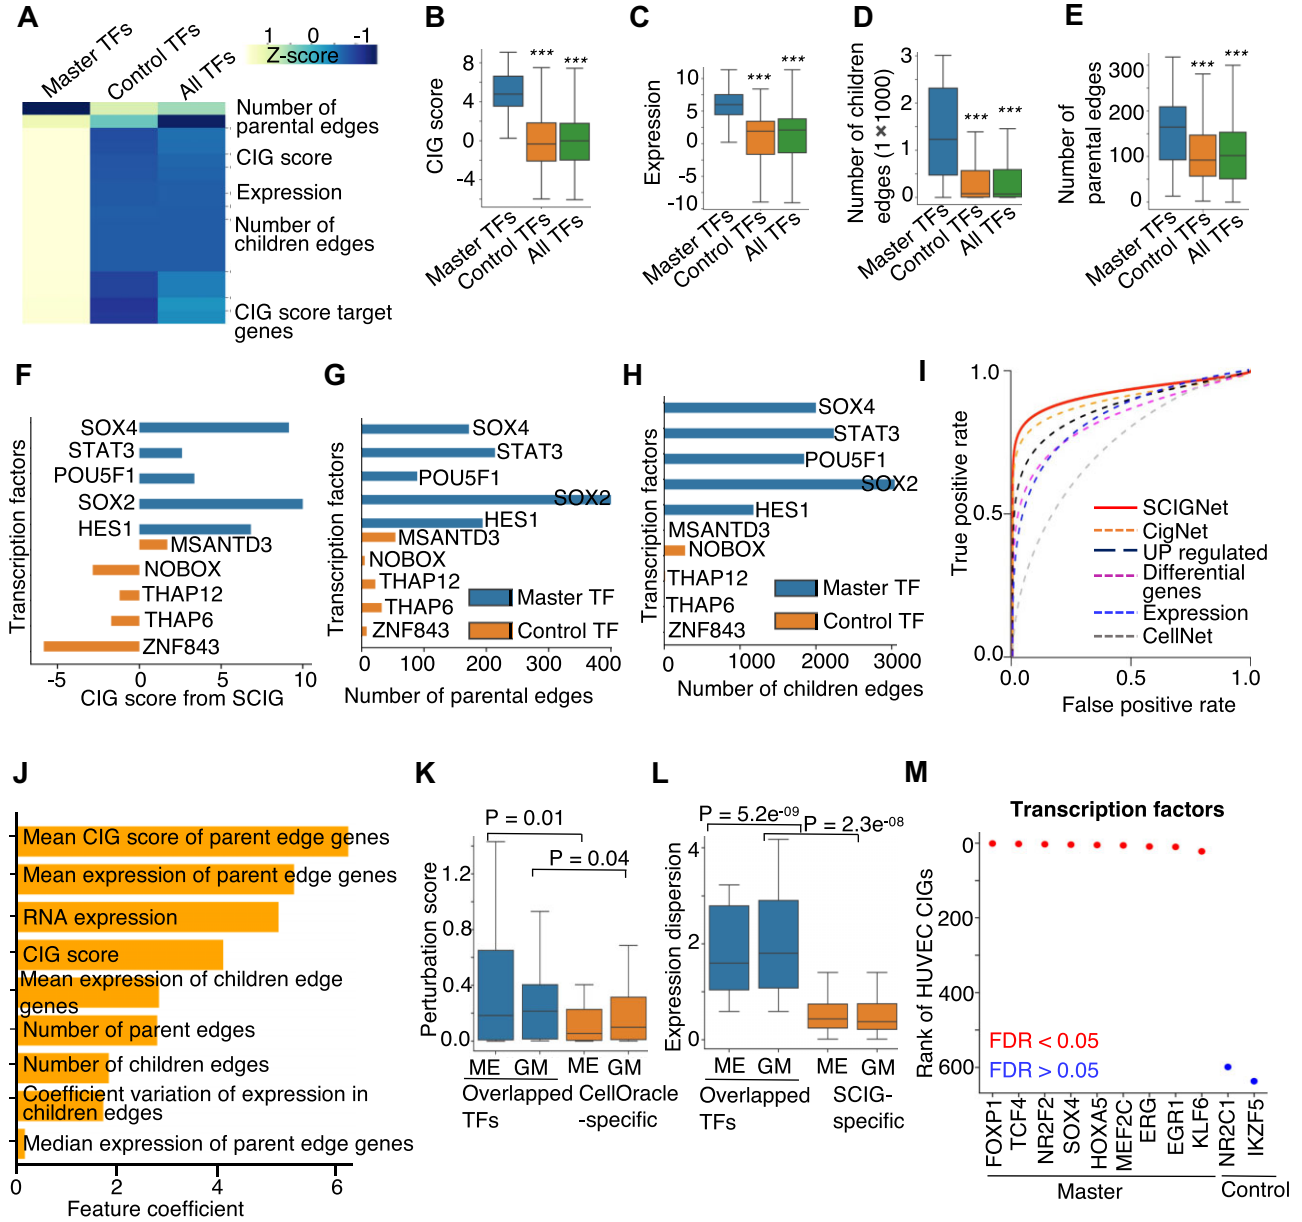 A
Master TFs
Control TFs
All TFs
1 0 -1
Z-score
Number of
parental edges
CIG score
Expression
Number of
children edges
CIG score target
genes
B
CIG score
8
4
0
-4
***
***
Master TFs
Control TFs
All TFs
C
Expression
10
5
0
-5
-10
***
***
Master TFs
Control TFs
All TFs
D
Number of children
edges (1×1000)
3
2
1
0
***
***
Master TFs
Control TFs
All TFs
E
Number of
parental edges
300
200
100
0
***
***
Master TFs
Control TFs
All TFs
F
Transcription factors
SOX4
STAT3
POU5F1
SOX2
HES1
MSANTD3
NOBOX
THAP12
THAP6
ZNF843
-5 0 5 10
CIG score from SCIG
G
Transcription factors
SOX4
STAT3
POU5F1
SOX2
HES1
MSANTD3
NOBOX
THAP12
THAP6
ZNF843
Master TF
Control TF
0 100 200 300 400
Number of parental edges
H
Transcription factors
SOX4
STAT3
POU5F1
SOX2
HES1
MSANTD3
NOBOX
THAP12
THAP6
ZNF843
Master TF
Control TF
0 1000 2000 3000
Number of children edges
I
True positive rate
1.0
0.5
0.0
SCIGNet
CigNet
UP regulated
Differential
genes
Expression
CellNet
0.0 0.5 1.0
False positive rate
J
Mean CIG score of parent edge genes
Mean expression of parent edge genes
RNA expression
CIG score
Mean expression of children edge
genes
Number of parent edges
Number of children edges
Coefficient variation of expression in
children edges
Median expression of parent edge genes
0 2 4 6
Feature coefficient
K
Perturbation score
P = 0.01
P = 0.04
1.2
0.8
0.4
0.0
ME GM ME GM
Overlapped CellOracle
TFs -specific
L
Expression dispersion
P = 5.2e-09
P = 2.3e-08
4
2
0
ME GM ME GM
Overlapped SCIG-
TFs specific
M
Transcription factors
Rank of HUVEC CIGs
0
200
400
600
FDR < 0.05
FDR > 0.05
FOXP1
TCF4
NR2F2
SOX4
HOXA5
MEF2C
ERG
EGR1
KLF6
NR2C1
IKZF5
Master Control